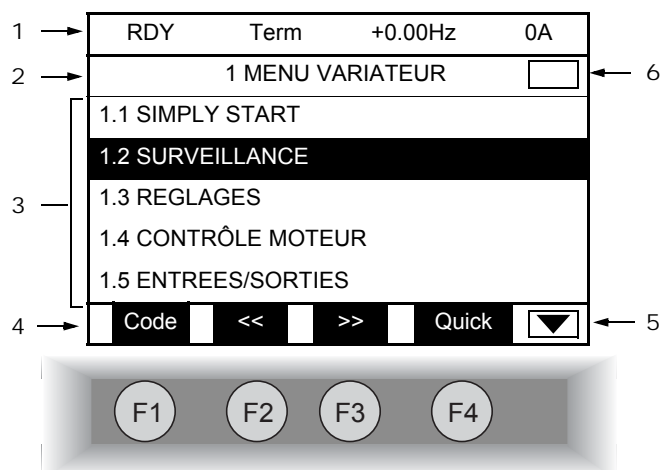 1 RDY Term +0.00Hz 0A
2 1 MENU VARIATEUR 6
1.1 SIMPLY START
1.2 SURVEILLANCE
3 1.3 REGLAGES
1.4 CONTRÔLE MOTEUR
1.5 ENTREES/SORTIES
4 Code << >> Quick 5
F1 F2 F3 F4